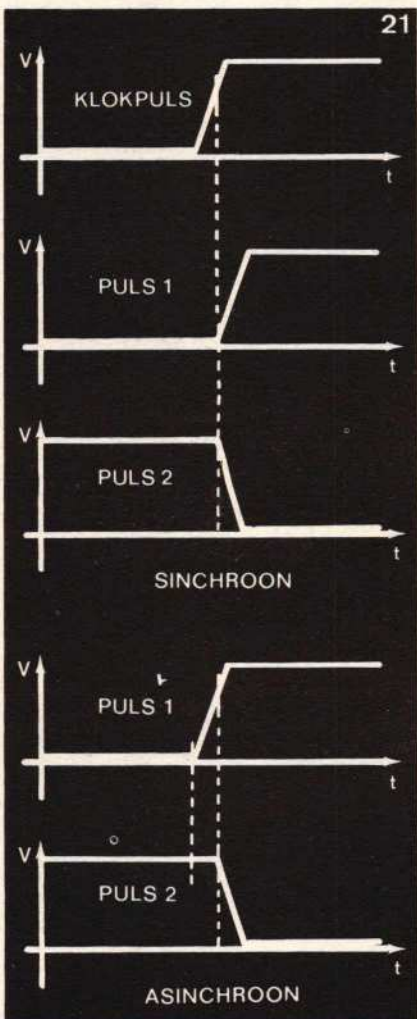 21
V
KLOKPULS
t
V
PULS 1
t
V
PULS 2
t
SINCHROON
V
PULS 1
t
V
PULS 2
t
ASINCHROON